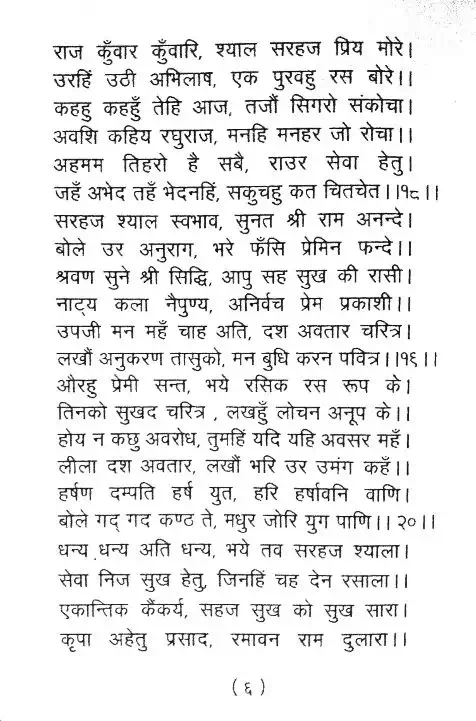 राज कुँवार कुँवारि, श्याल सरहज प्रिय मोरे।
उरहिं उठी अभिलाष, एक पुरवहु रस बोरे।।
कहहु कहहुँ तेहि आज, तजौं सिगरो संकोचा।
अवशि कहिय रघुराज, मनहि मनहर जो रोचा।।
अहमम तिहरो है सबै, राउर सेवा हेतु।
जहँ अभेद तहँ भेदनहिं, सकुचहु कत चितचेत।।१८।।
सरहज श्याल स्वभाव, सुनत श्री राम अनन्दे।
बोले उर अनुराग, भरे फँसि प्रेमिन फन्दे।।
श्रवण सुने श्री सिद्धि, आपु सह सुख की रासी।
नाट्य कला नैपुण्य, अनिर्वच प्रेम प्रकाशी।।
उपजी मन महँ चाह अति, दश अवतार चरित्र।
लखौं अनुकरण तासुको, मन बुधि करन पवित्र।।१६।।
औरहु प्रेमी सन्त, भये रसिक रस रूप के।
तिनको सुखद चरित्र, लखहुँ लोचन अनूप के।।
होय न कछु अवरोध, तुमहिं यदि यहि अवसर महँ।
लीला दश अवतार, लखौं भरि उर उमंग कहँ।।
हर्षण दम्पति हर्ष युत, हरि हर्षावनि वाणि।
बोले गद् गद कण्ठ ते, मधुर जोरि युग पाणि।।२०।।
धन्य धन्य अति धन्य, भये तव सरहज श्याला।
सेवा निज सुख हेतु, जिनहिं चह देन रसाला।।
एकान्तिक कैंकर्य, सहज सुख को सुख सारा।
कृपा अहेतु प्रसाद, रमावन राम दुलारा।।
(६)